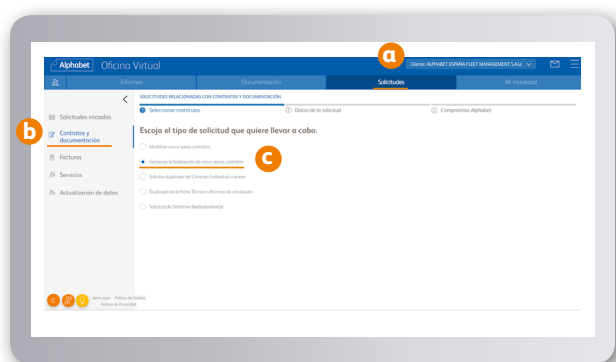 a
Alphabet Oficina Virtual
Cliente: ALPHABET ESPAÑA FLEET MANAGEMENT S.A.U.
Informes Documentación Solicitudes Mi movilidad
SOLICITUDES RELACIONADAS CON CONTRATOS Y DOCUMENTACIÓN
1 Seleccionar matrículas
2 Datos de la solicitud
3 Compromiso Alphabet
Solicitudes iniciadas
b
Contratos y
documentación
Facturas
Servicios
Actualización de datos
Escoja el tipo de solicitud que quiere llevar a cabo.
Modificar uno o varios contratos
Gestionar la finalización de uno o varios contratos
c
Solicitar duplicado del Contrato Individual o anexo
Duplicado de la Ficha Técnica o Permiso de circulación
Solicitud de Distintivo Medioambiental
C
Aviso legal Política de Cookies
Política de Privacidad